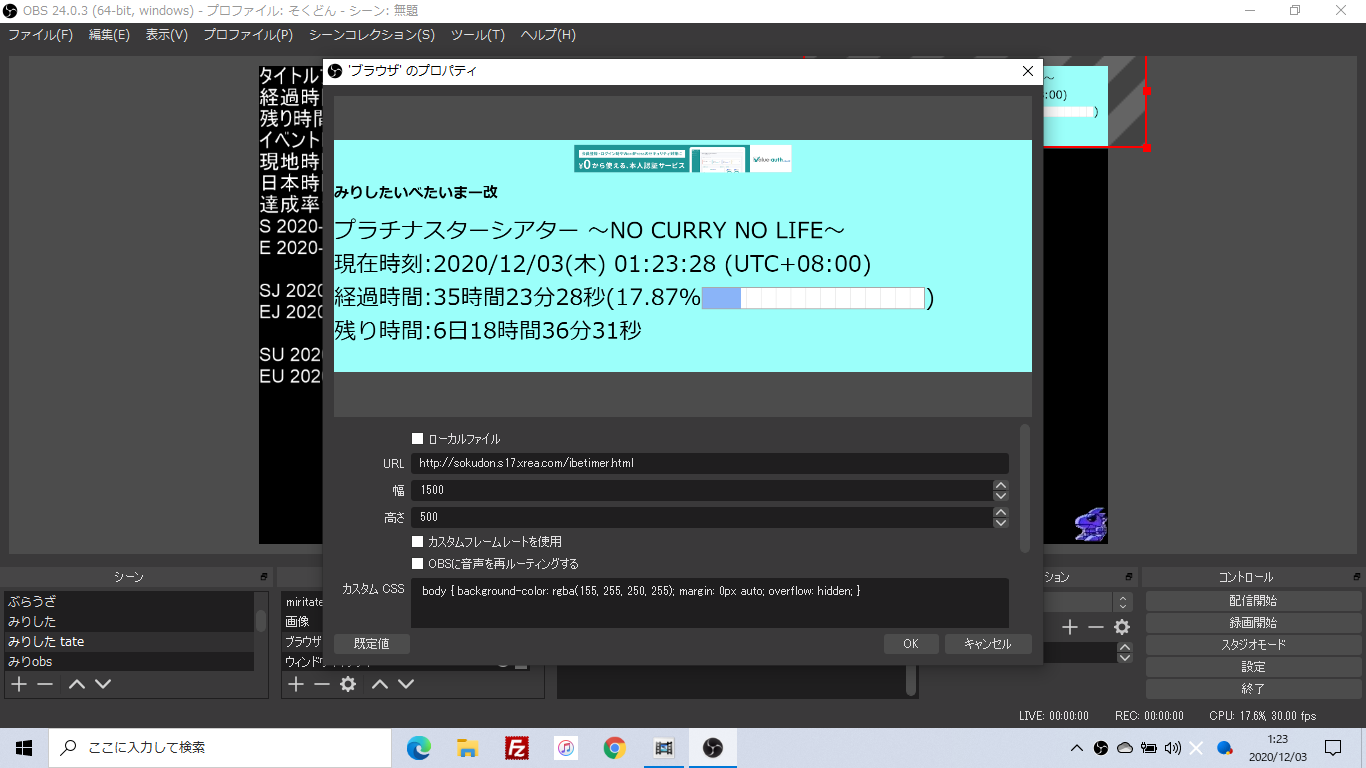 OBS 24.0.3 (64-bit, windows) - プロファイル: そくどん - シーン: 無題
ファイル(F) 編集(E) 表示(V) プロファイル(P) シーンコレクション(S) ツール(T) ヘルプ(H)
タイトル
経過時間
残り時間
イベント
現地時
日本時
達成率
S 2020-
E 2020-
SJ 2020
EJ 2020
SU 2020
EU 2020
～
:00)
)
'ブラウザ' のプロパティ
¥0から使える、本人認証サービス
Value auth
みりしたいべたいまー改
プラチナスターシアター ～NO CURRY NO LIFE～
現在時刻:2020/12/03(木) 01:23:28 (UTC+08:00)
経過時間:35時間23分28秒(17.87% )
残り時間:6日18時間36分31秒
ローカルファイル
URL http://sokudon.s17.xrea.com/ibetimer.html
幅 1500
高さ 500
カスタムフレームレートを使用
OBSに音声を再ルーティングする
カスタム CSS body { background-color: rgba(155, 255, 250, 255); margin: 0px auto; overflow: hidden; }
既定値 OK キャンセル
シーン
ぶらうざ
みりした
みりした tate
みりobs
miritate
画像
ブラウザ
ウィンドウ
ション
コントロール
配信開始
録画開始
スタジオモード
設定
終了
LIVE: 00:00:00 REC: 00:00:00 CPU: 17.6%, 30.00 fps
ここに入力して検索
1:23
2020/12/03